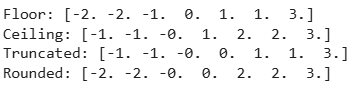 Floor: [-2. -2. -1.  0.  1.  1.  3.]
Ceiling: [-1. -1. -0.  1.  2.  2.  3.]
Truncated: [-1. -1. -0.  0.  1.  1.  3.]
Rounded: [-2. -2. -0.  0.  2.  2.  3.]